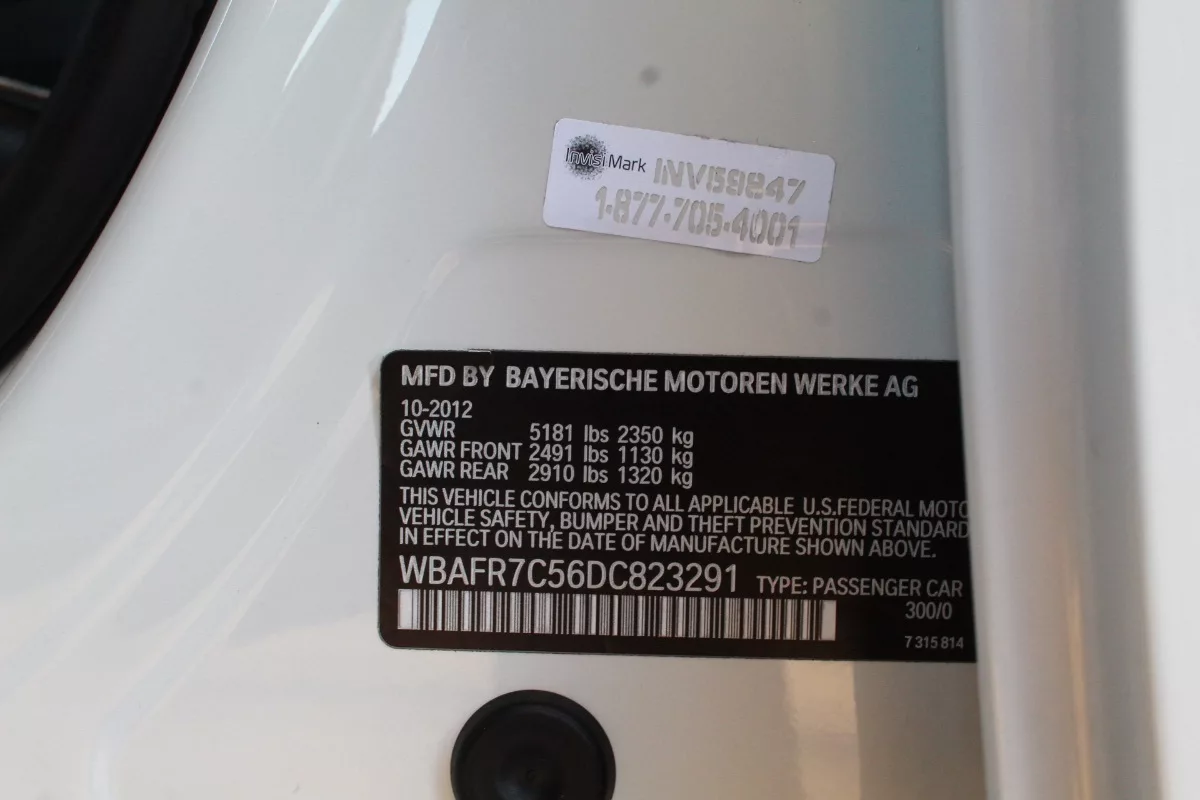 InvisiMark INV59847
1-877-705-4001
MFD BY BAYERISCHE MOTOREN WERKE AG
10-2012
GVWR 5181 lbs 2350 kg
GAWR FRONT 2491 lbs 1130 kg
GAWR REAR 2910 lbs 1320 kg
THIS VEHICLE CONFORMS TO ALL APPLICABLE U.S.FEDERAL MOTO
VEHICLE SAFETY, BUMPER AND THEFT PREVENTION STANDARD
IN EFFECT ON THE DATE OF MANUFACTURE SHOWN ABOVE.
WBAFR7C56DC823291 TYPE: PASSENGER CAR
300/0
7 315 814